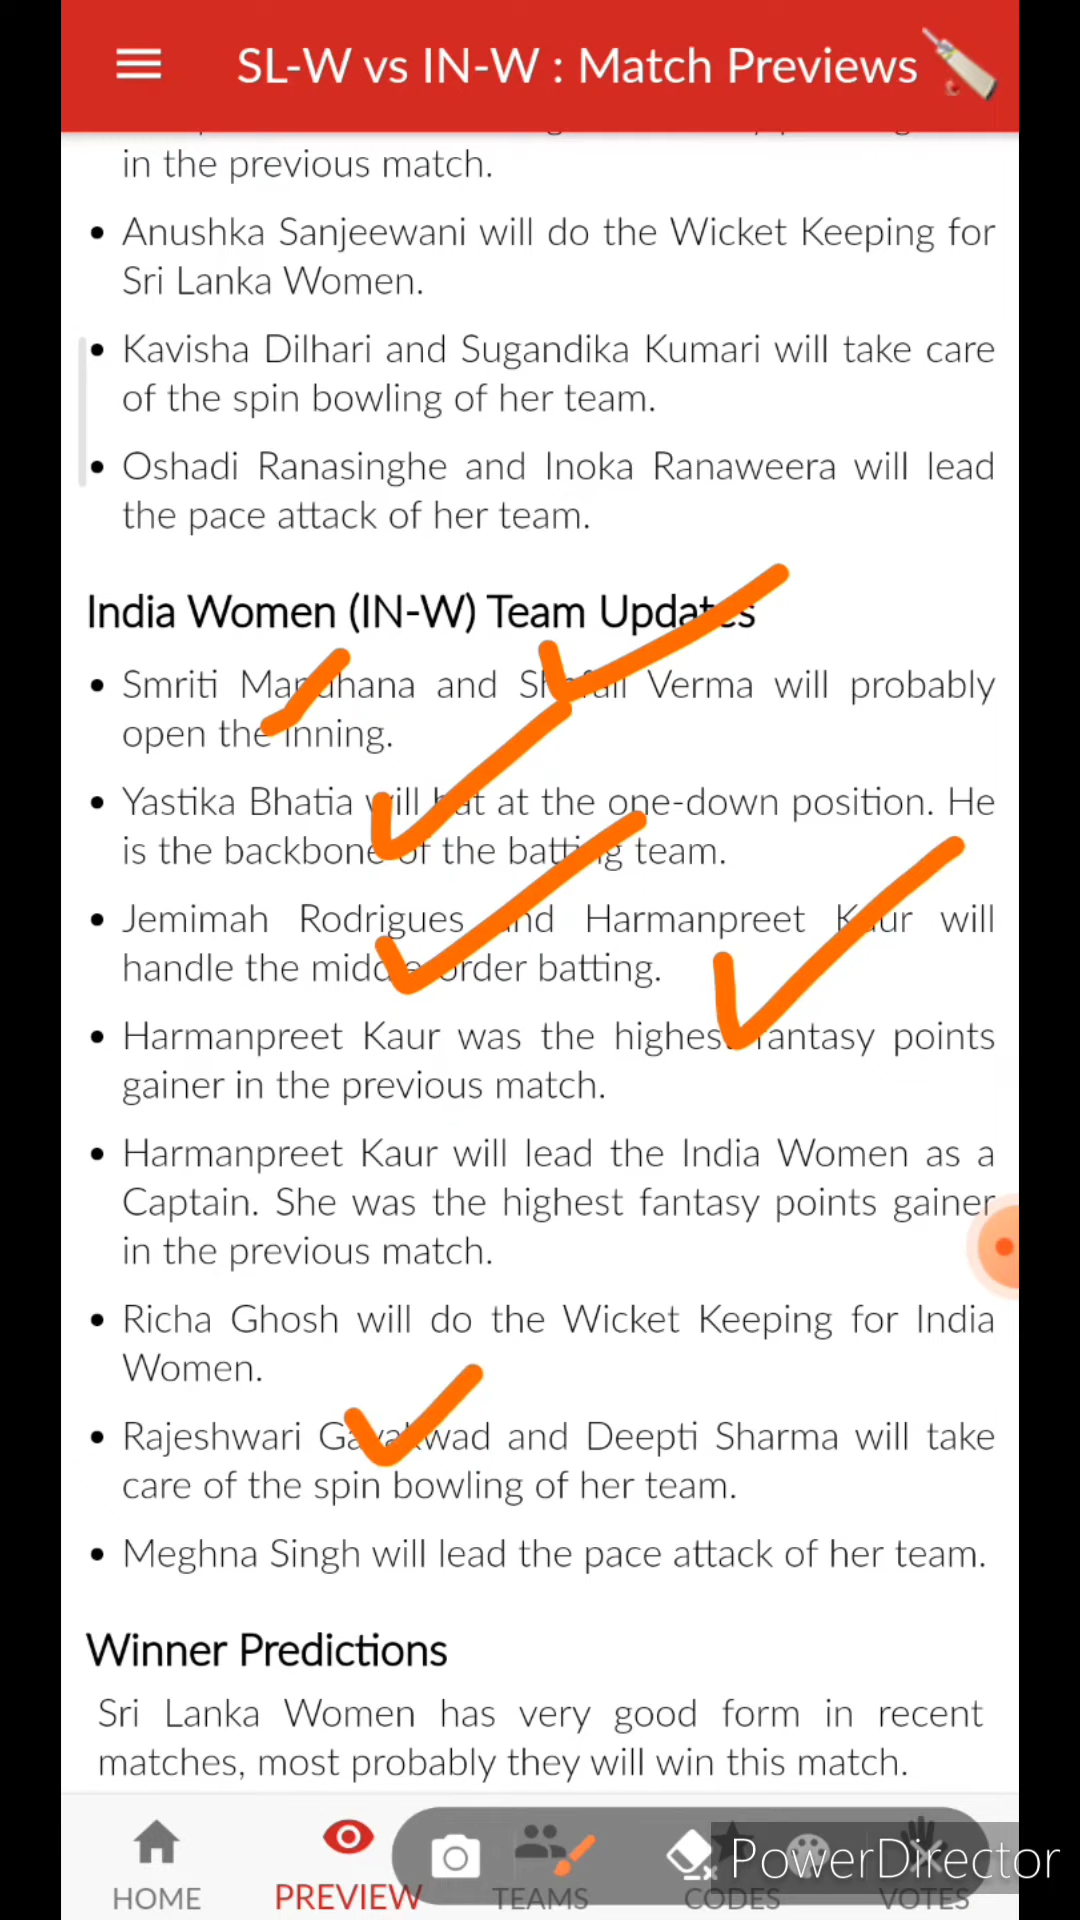 SL-W vs IN-W : Match Previews
in the previous match.
• Anushka Sanjeewani will do the Wicket Keeping for
Sri Lanka Women.
• Kavisha Dilhari and Sugandika Kumari will take care
of the spin bowling of her team.
• Oshadi Ranasinghe and Inoka Ranaweera will lead
the pace attack of her team.
India Women (IN-W) Team Updates
• Smriti Mandhana and Shafali Verma will probably
open the inning.
• Yastika Bhatia will bat at the one-down position. He
is the backbone of the batting team.
• Jemimah Rodrigues and Harmanpreet Kaur will
handle the middle order batting.
• Harmanpreet Kaur was the highest fantasy points
gainer in the previous match.
• Harmanpreet Kaur will lead the India Women as a
Captain. She was the highest fantasy points gainer
in the previous match.
• Richa Ghosh will do the Wicket Keeping for India
Women.
• Rajeshwari Gayakwad and Deepti Sharma will take
care of the spin bowling of her team.
• Meghna Singh will lead the pace attack of her team.
Winner Predictions
Sri Lanka Women has very good form in recent
matches, most probably they will win this match.
PowerDirector
HOME PREVIEW TEAMS CODES VOTES